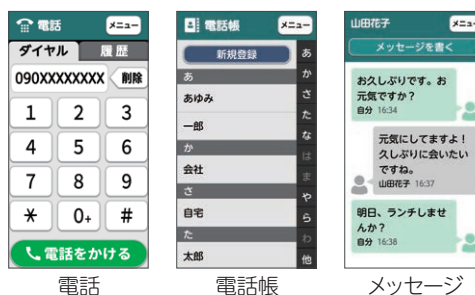 電話
メニュー
ダイヤル
履歴
090XXXXXXXX
削除
1 2 3
4 5 6
7 8 9
* 0+ #
電話をかける
電話
電話帳
メニュー
新規登録
あ
あゆみ
一郎
か
会社
さ
自宅
た
太郎
あ
か
さ
た
な
は
ま
や
ら
わ
他
電話帳
山田花子
メニュー
メッセージを書く
お久しぶりです。お
元気ですか?
自分 16:34
元気にしてますよ!
久しぶりに会いたい
ですね。
山田花子 16:37
明日、ランチしませ
んか?
自分 16:38
メッセージ